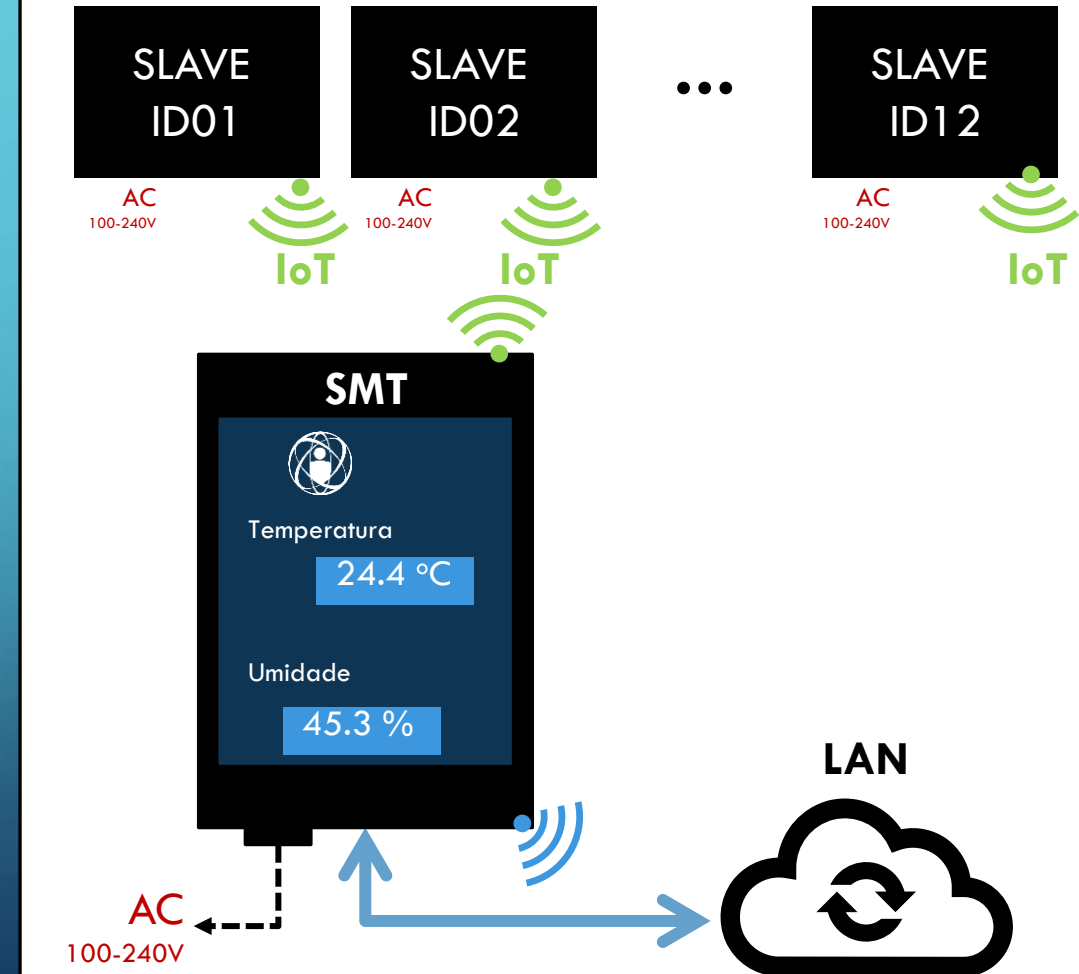 SLAVE
ID01
SLAVE
ID02
...
SLAVE
ID12
AC
100-240V
AC
100-240V
AC
100-240V
IoT
IoT
IoT
SMT
Temperatura
24.4 ºC
Umidade
45.3 %
LAN
AC
100-240V